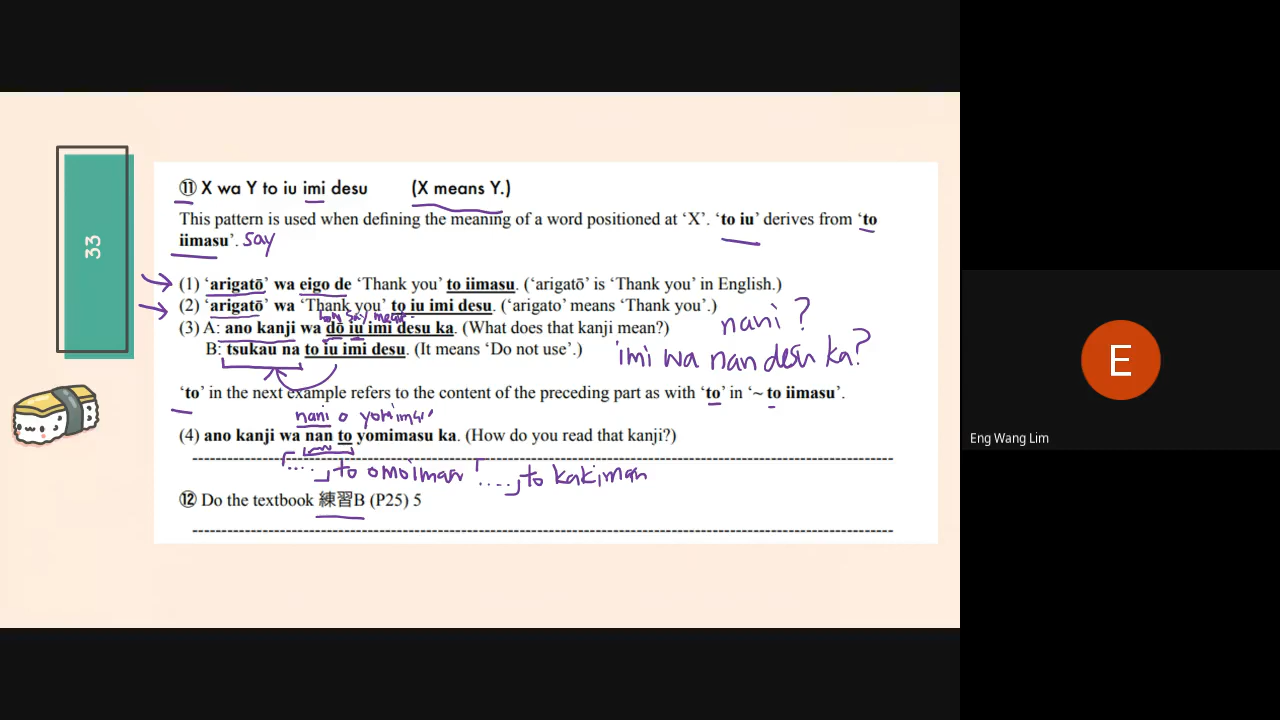 33
⑪ X wa Y to iu imi desu (X means Y.)
This pattern is used when defining the meaning of a word positioned at ‘X’. ‘to iu’ derives from ‘to
iimasu’. say
(1) ‘arigatō’ wa eigo de ‘Thank you’ to iimasu. (‘arigatō’ is ‘Thank you’ in English.)
(2) ‘arigatō’ wa ‘Thank you’ to iu imi desu. (‘arigato’ means ‘Thank you’.)
how say mean
nani ?
(3) A: ano kanji wa dō iu imi desu ka. (What does that kanji mean?)
B: tsukau na to iu imi desu. (It means ‘Do not use’.)
imi wa nan desu ka?
‘to’ in the next example refers to the content of the preceding part as with ‘to’ in ‘~ to iimasu’.
nani o
(4) ano kanji wa nan to yomimasu ka. (How do you read that kanji?)
「....」to omoimasu 「....」to kakimasu
⑫ Do the textbook 練習B (P25) 5
E
Eng Wang Lim